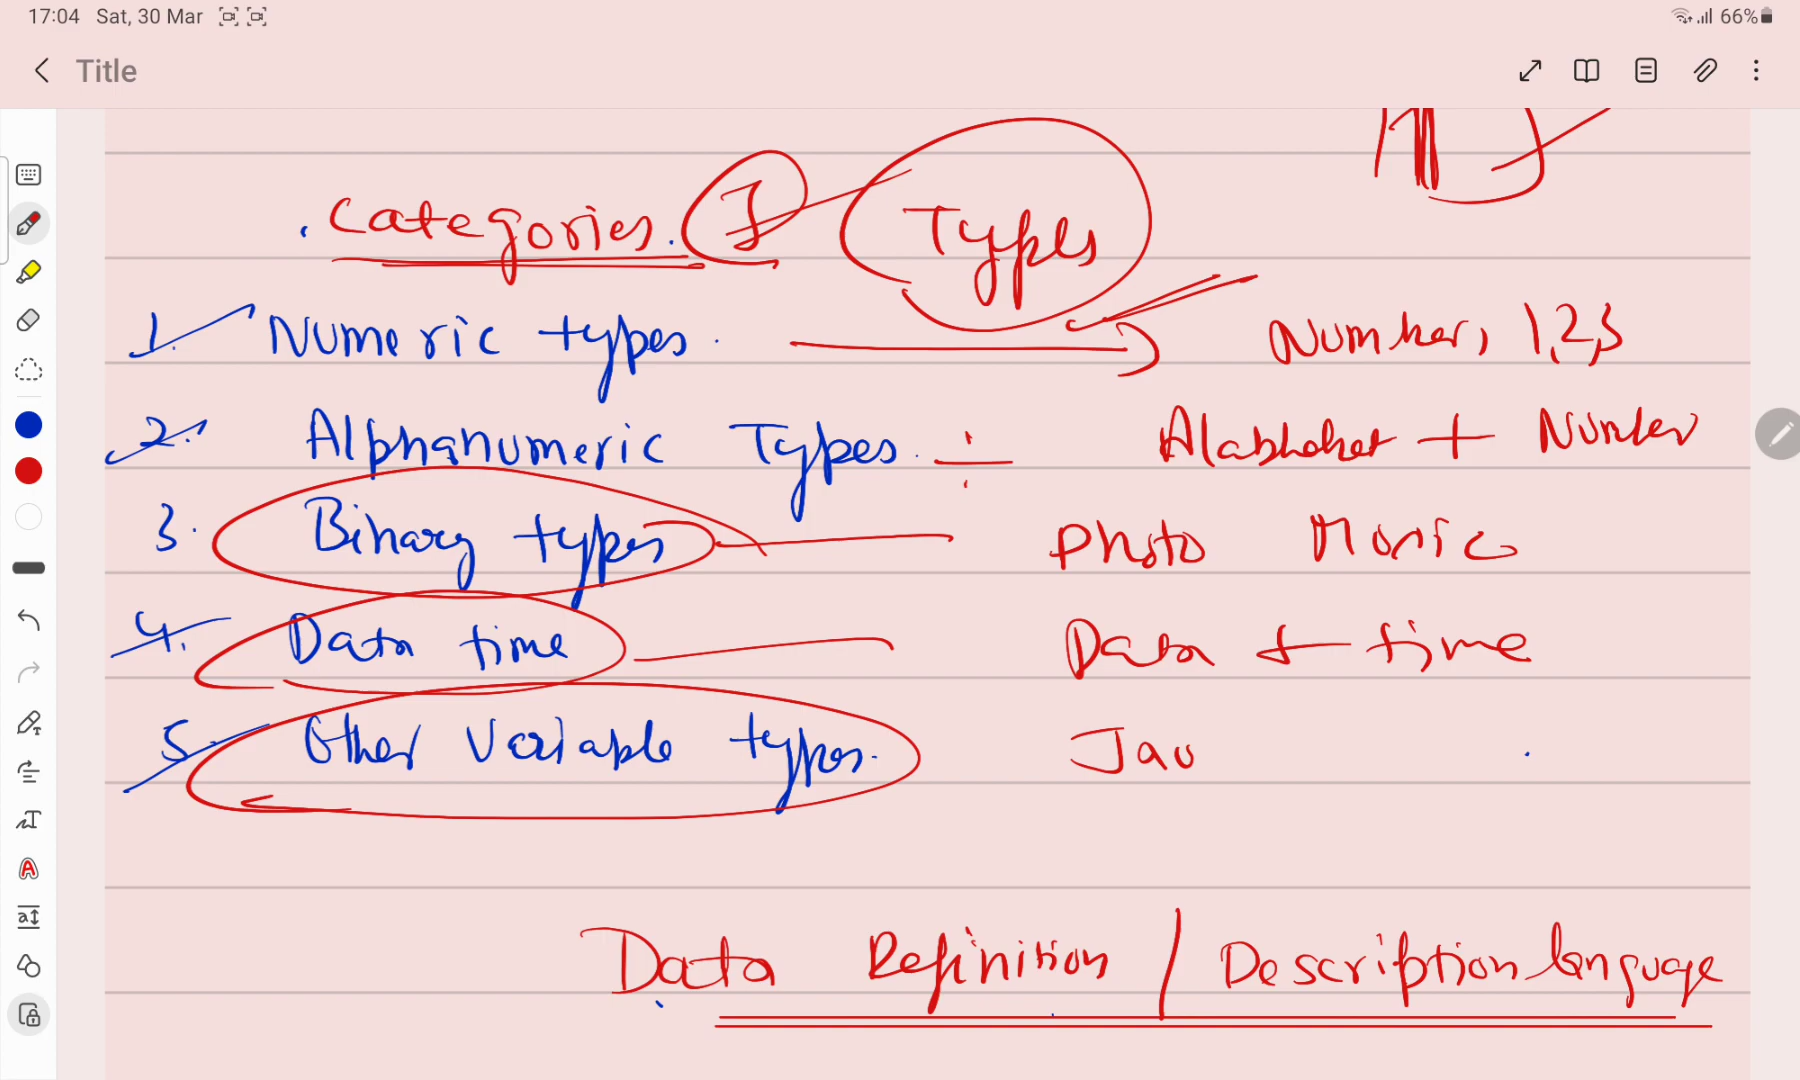 17:04 Sat, 30 Mar 66%
Title
Categories. Types
1. Numeric types. Number, 1,2,3
2. Alphanumeric Types. + Number
3. Binary types photo
4. Data time Data + time
5. Other Variable types. Jav
Data Definition / Description language
A
a